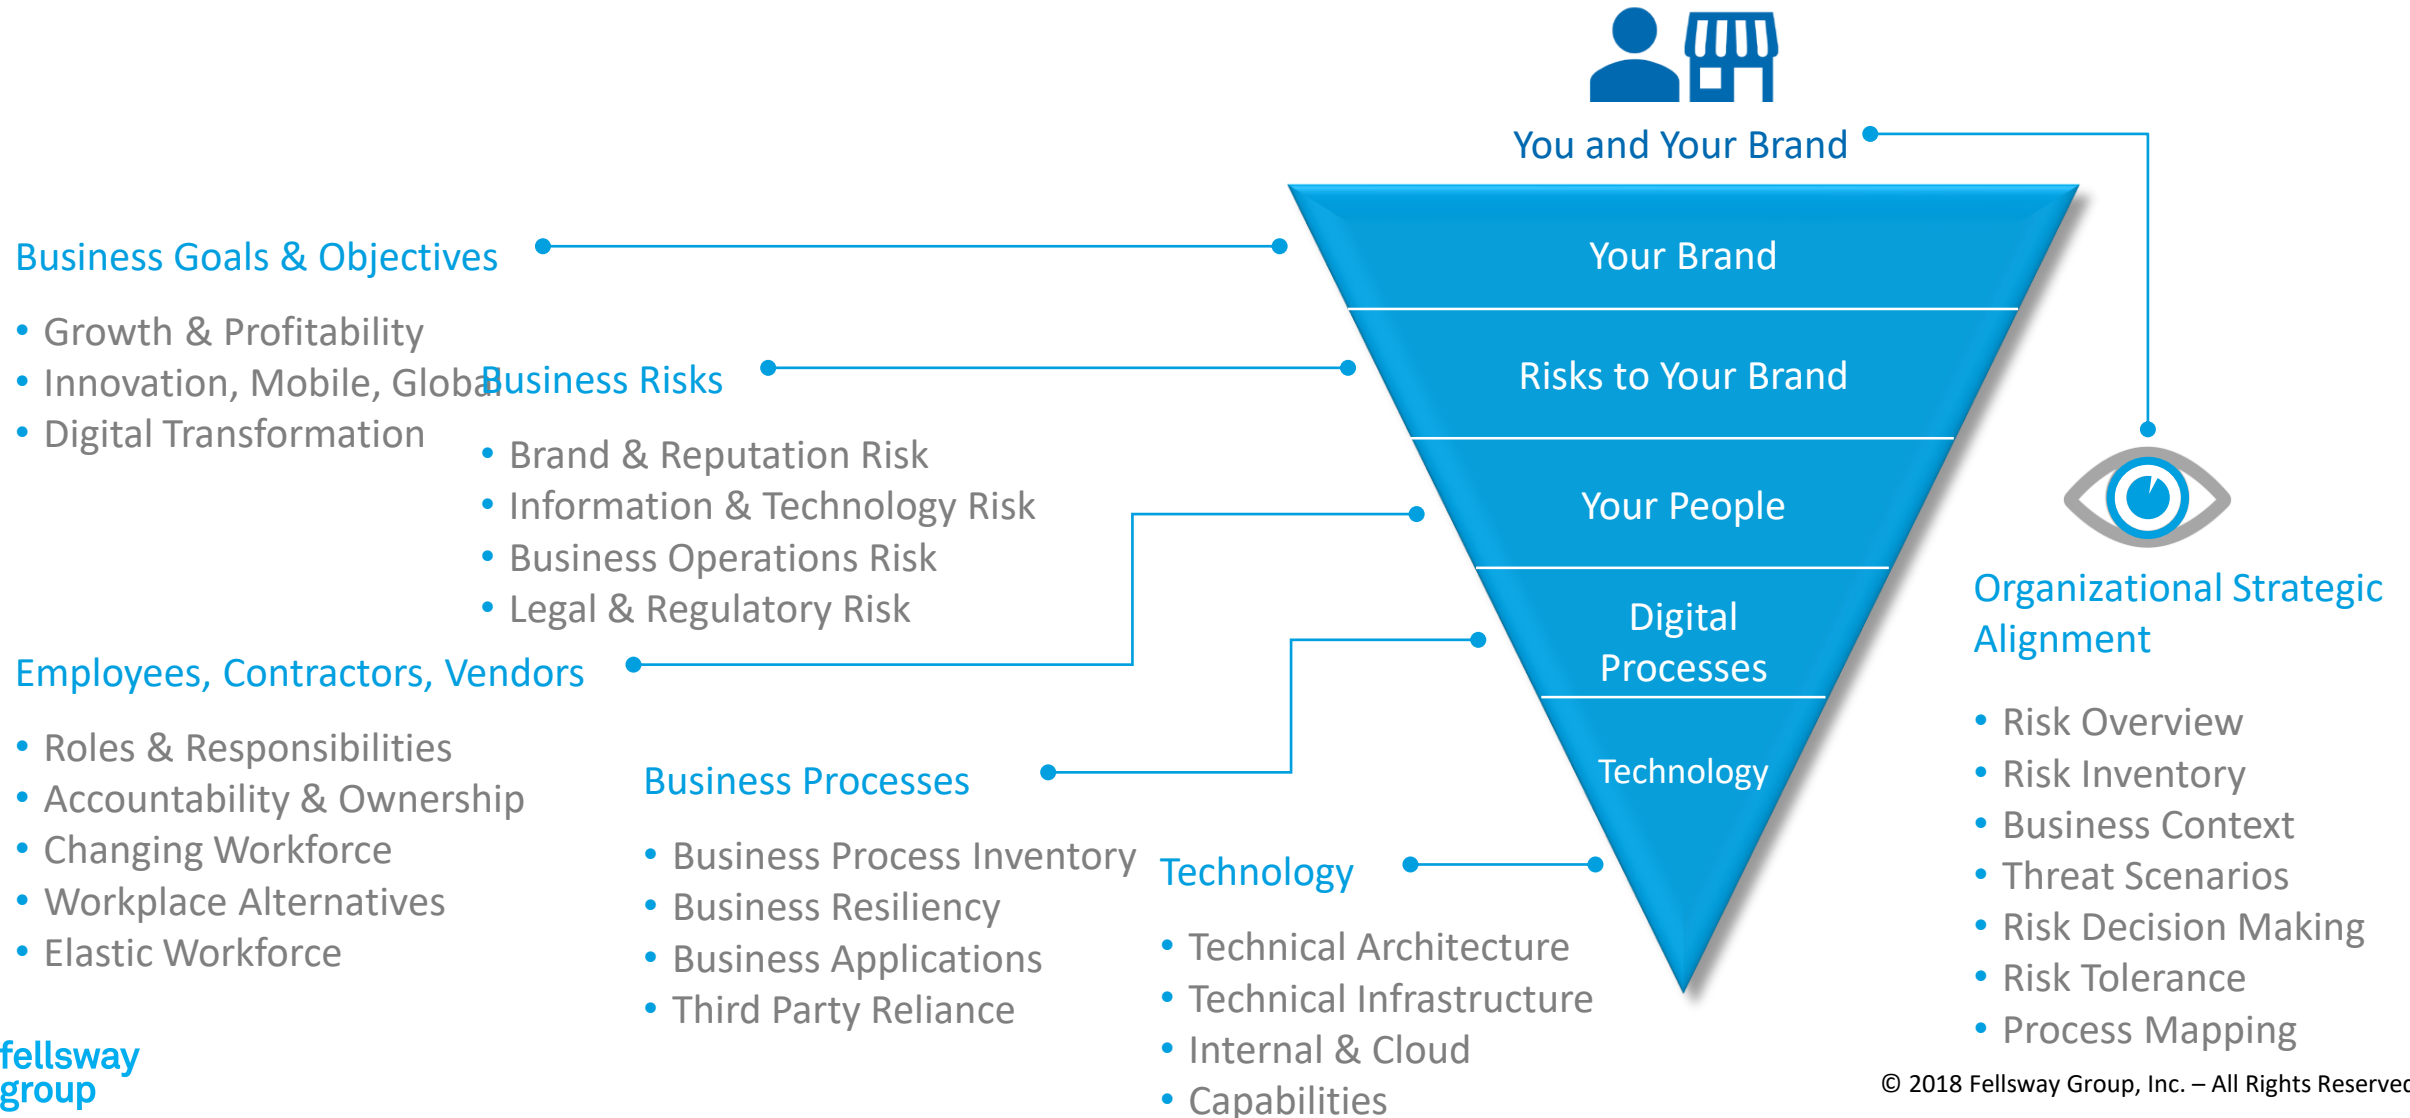 You and Your Brand
Your Brand
Risks to Your Brand
Your People
Digital
Processes
Technology
Business Goals & Objectives
• Growth & Profitability
• Innovation, Mobile, Global
• Digital Transformation
Business Risks
• Brand & Reputation Risk
• Information & Technology Risk
• Business Operations Risk
• Legal & Regulatory Risk
Employees, Contractors, Vendors
• Roles & Responsibilities
• Accountability & Ownership
• Changing Workforce
• Workplace Alternatives
• Elastic Workforce
Business Processes
• Business Process Inventory
• Business Resiliency
• Business Applications
• Third Party Reliance
Technology
• Technical Architecture
• Technical Infrastructure
• Internal & Cloud
• Capabilities
Organizational Strategic
Alignment
• Risk Overview
• Risk Inventory
• Business Context
• Threat Scenarios
• Risk Decision Making
• Risk Tolerance
• Process Mapping
fellsway
group
© 2018 Fellsway Group, Inc. – All Rights Reserved